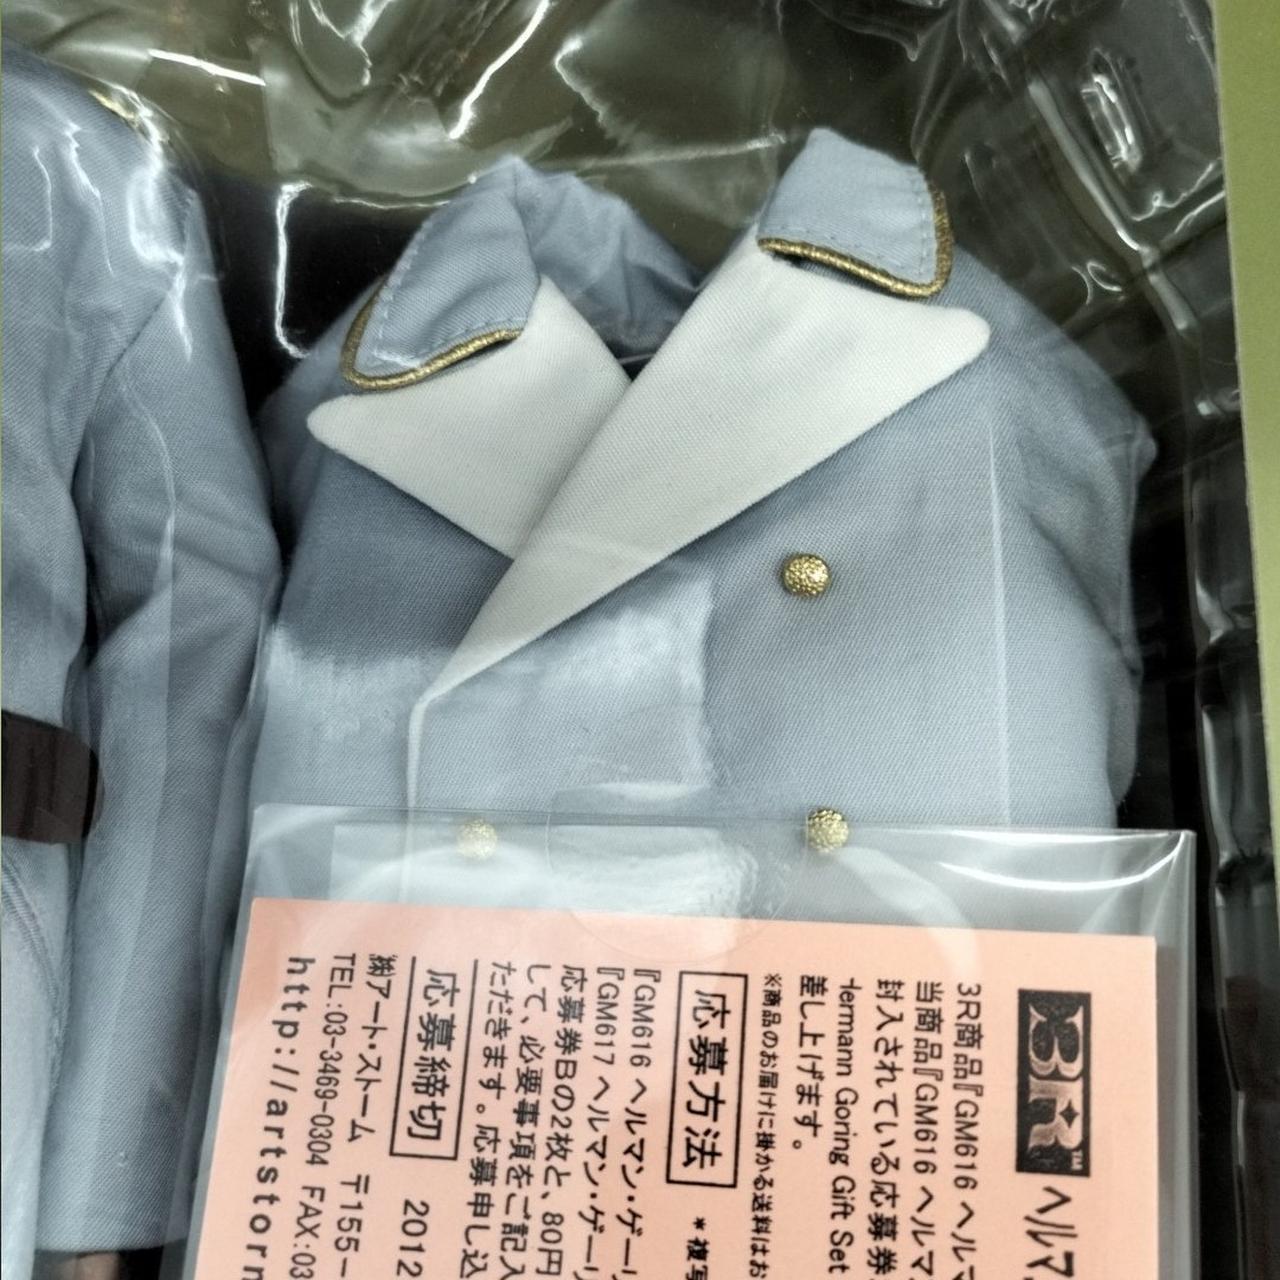 3R
ヘルマ
3R商品『GM616 ヘルマ
当商品『GM616 ヘルマ
封入されている応募券
Hermann Goring Gift Set
差し上げます。
※商品のお届けに掛かる送料はお
応募方法 *複写
『GM616 ヘルマン・ゲーリ
『GM617 ヘルマン・ゲーリ
応募券Bの2枚と、80円
して、必要事項をご記入
ただきます。応募申し込
応募締切 2012
㈱アート・ストーム 〒155-
TEL:03-3469-0304 FAX:03
http://artstorm